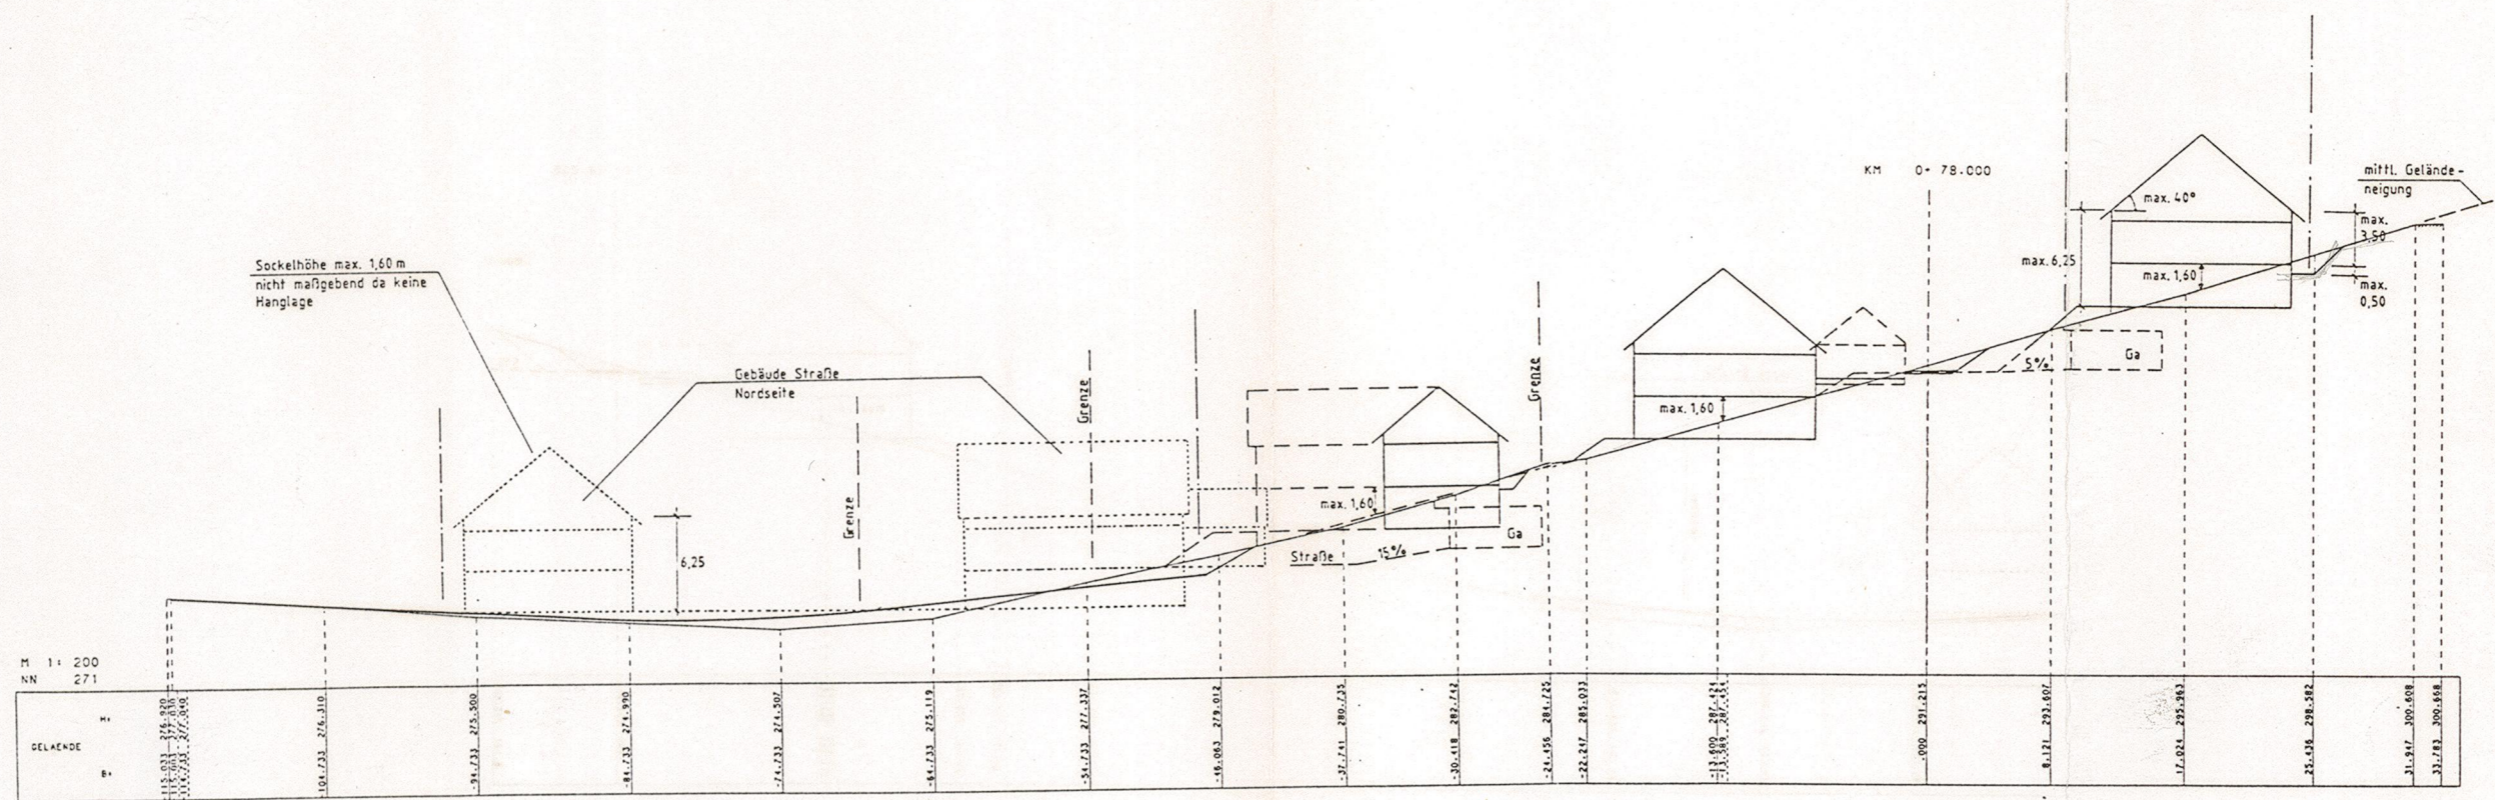 KM 0+ 78.000
mittl. Gelände-
neigung
max. 40°
max.
3,50
max. 6,25
max. 1,60
max.
0,50
Sockelhöhe max. 1,60 m
nicht maßgebend da keine
Hanglage
Gebäude Straße
Nordseite
Grenze
Grenze
Grenze
max. 1,60
max. 1,60
5%
Ga
Ga
Straße 15%
6,25
M 1: 200
NN 271
GELAENDE
H:
276.310
275.500
274.990
274.507
275.119
277.337
279.012
280.735
282.742
284.725
285.033
291.215
293.607
295.963
298.582
300.608
300.668
B:
-104.733
-94.733
-84.733
-74.733
-64.733
-54.733
-46.063
-37.741
-30.418
-24.456
-22.247
.000
8.121
17.024
25.436
31.947
33.783